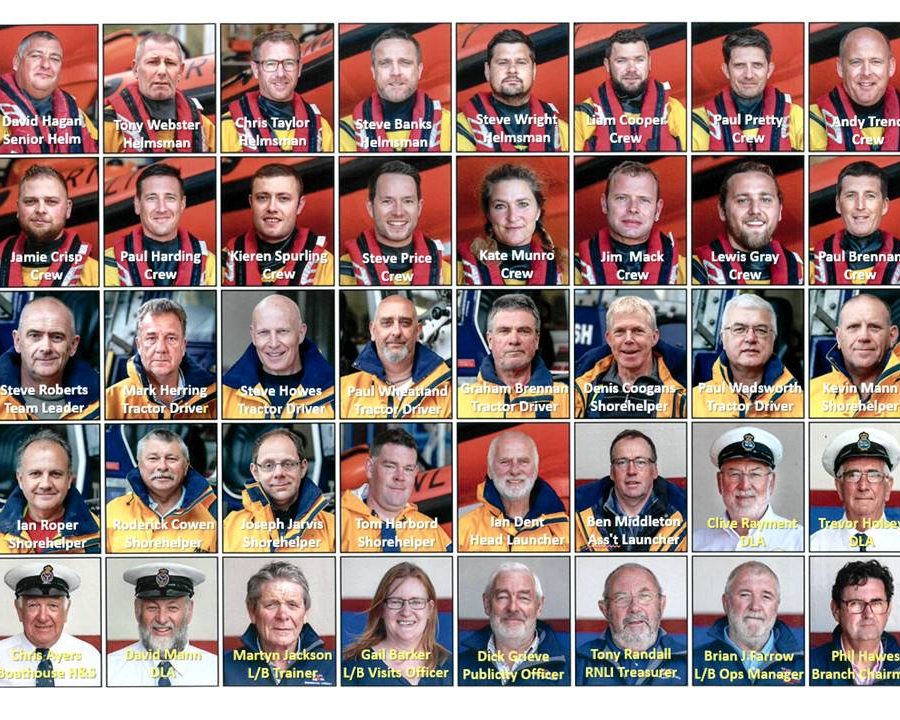 David Hagan
Senior Helm
Tony Webster
Helmsman
Chris Taylor
Helmsman
Steve Banks
Helmsman
Steve Wright
Helmsman
Liam Cooper
Crew
Paul Pretty
Crew
Andy Trend
Crew
Jamie Crisp
Crew
Paul Harding
Crew
Kieren Spurling
Crew
Steve Price
Crew
Kate Munro
Crew
Jim Mack
Crew
Lewis Gray
Crew
Paul Brennan
Crew
Steve Roberts
Team Leader
Mark Herring
Tractor Driver
Steve Howes
Tractor Driver
Paul Wheatland
Tractor Driver
Graham Brennan
Tractor Driver
Denis Coogans
Shorehelper
Paul Wadsworth
Tractor Driver
Kevin Mann
Shorehelper
Ian Roper
Shorehelper
Roderick Cowen
Shorehelper
Joseph Jarvis
Shorehelper
Tom Harbord
Shorehelper
Ian Dent
Head Launcher
Ben Middleton
Ass't Launcher
Clive Rayment
DLA
Trevor
DLA
Chris Ayers
Boathouse H&S
David Mann
DLA
Martyn Jackson
L/B Trainer
Gail Barker
L/B Visits Officer
Dick Grieve
Publicity Officer
Tony Randall
RNLI Treasurer
Brian J.Farrow
L/B Ops Manager
Phil Hawes
Branch